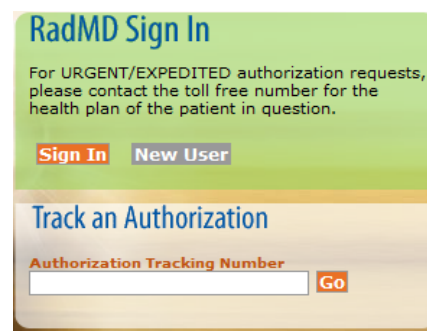 RadMD Sign In
For URGENT/EXPEDITED authorization requests,
please contact the toll free number for the
health plan of the patient in question.
Sign In New User
Track an Authorization
Authorization Tracking Number
Go